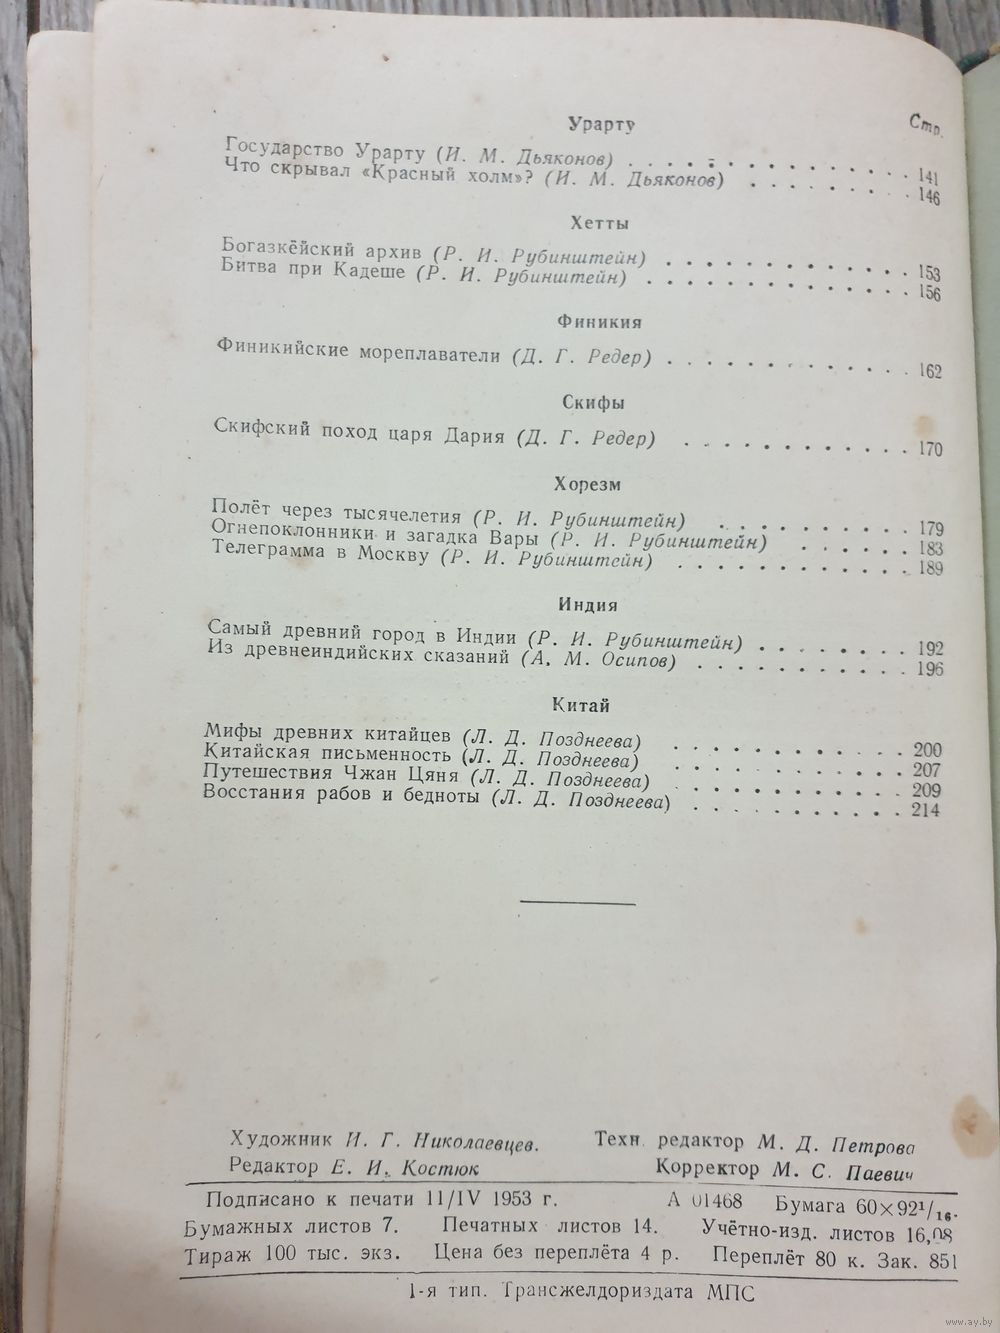 Урарту
Стр.
Государство Урарту (И. М. Дьяконов) . . . . . . . . . . . . 141
Что скрывал «Красный холм»? (И. М. Дьяконов) . . . . . . . 146
Хетты
Богазкёйский архив (Р. И. Рубинштейн) . . . . . . . . . . 153
Битва при Кадеше (Р. И. Рубинштейн) . . . . . . . . . . 156
Финикия
Финикийские мореплаватели (Д. Г. Редер) . . . . . . . . . . 162
Скифы
Скифский поход царя Дария (Д. Г. Редер) . . . . . . . . . 170
Хорезм
Полёт через тысячелетия (Р. И. Рубинштейн) . . . . . . . . 179
Огнепоклонники и загадка Вары (Р. И. Рубинштейн) . . . . . . 183
Телеграмма в Москву (Р. И. Рубинштейн) . . . . . . . . . . 189
Индия
Самый древний город в Индии (Р. И. Рубинштейн) . . . . . . . . 192
Из древнеиндийских сказаний (А. М. Осипов) . . . . . . . . . 196
Китай
Мифы древних китайцев (Л. Д. Позднеева) . . . . . . . . . . 200
Китайская письменность (Л. Д. Позднеева) . . . . . . . . . . 207
Путешествия Чжан Цяня (Л. Д. Позднеева) . . . . . . . . . . 209
Восстания рабов и бедноты (Л. Д. Позднеева) . . . . . . . . . 214
Художник И. Г. Николаевцев. Техн. редактор М. Д. Петрова
Редактор Е. И. Костюк Корректор М. С. Паевич
Подписано к печати 11/IV 1953 г. А 01468 Бумага 60×92 1/16.
Бумажных листов 7. Печатных листов 14. Учётно-изд. листов 16,08
Тираж 100 тыс. экз. Цена без переплёта 4 р. Переплёт 80 к. Зак. 851
1-я тип. Трансжелдориздата МПС
www.ay.by